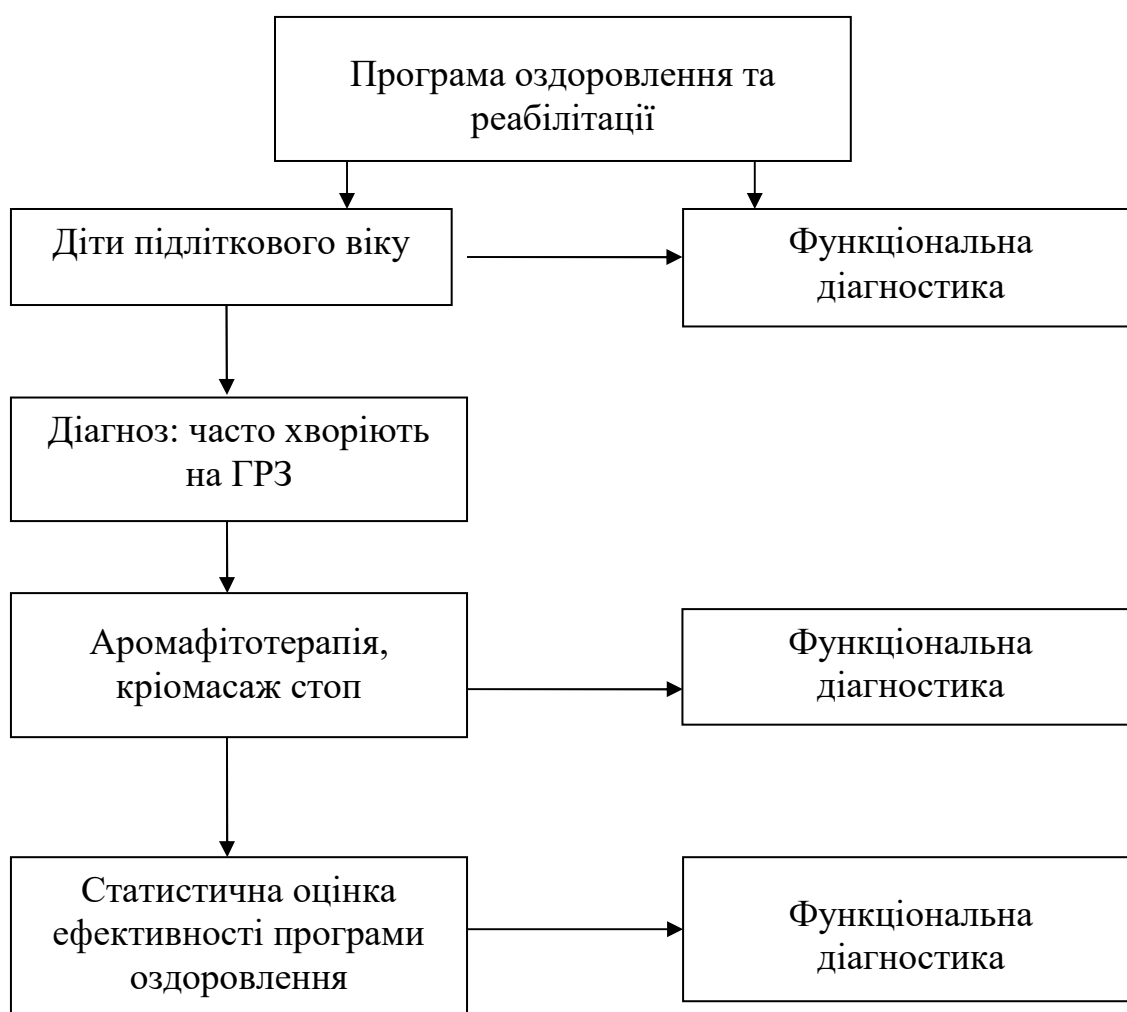 Програма оздоровлення та
реабілітації
Діти підліткового віку
Функціональна
діагностика
Діагноз: часто хворіють
на ГРЗ
Аромафітотерапія,
кріомасаж стоп
Функціональна
діагностика
Статистична оцінка
ефективності програми
оздоровлення
Функціональна
діагностика